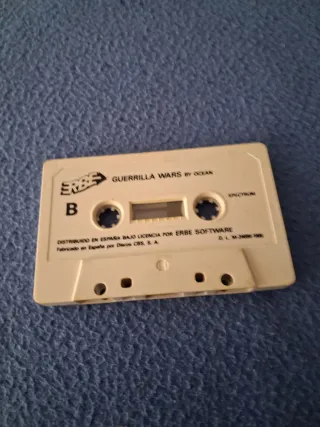 ERBE
GUERRILLA WARS BY OCEAN
B
SPECTRUM
DISTRIBUIDO EN ESPAÑA BAJO LICENCIA POR ERBE SOFTWARE
Fabricado en España por Discos CBS, S. A.
D. L.